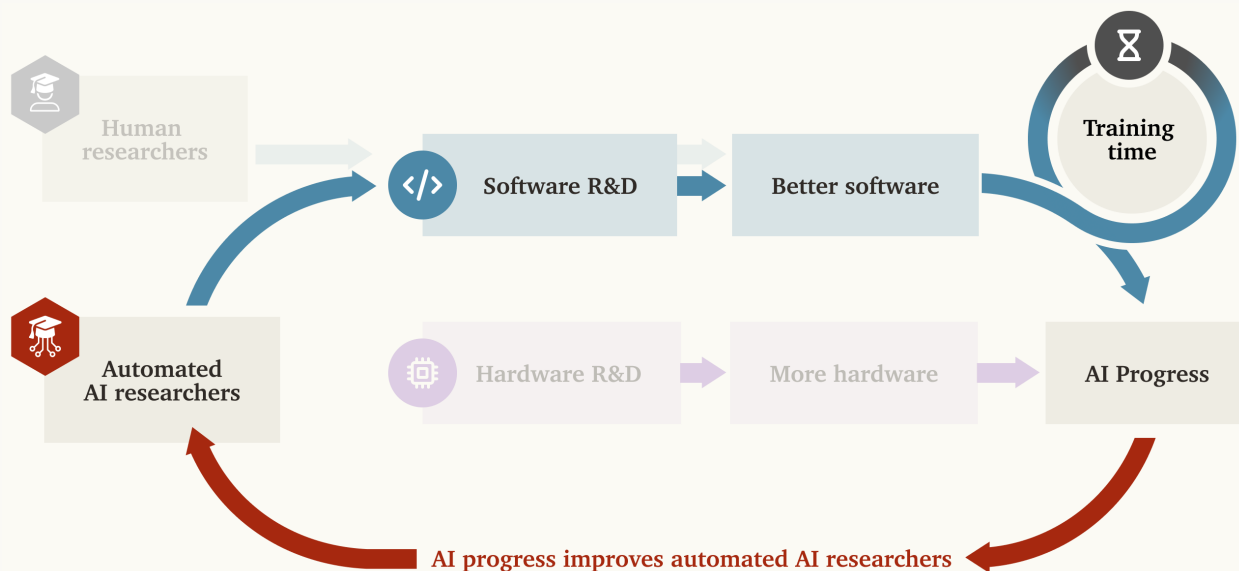 Human
researchers
Software R&D
Better software
Training
time
Automated
AI researchers
Hardware R&D
More hardware
AI Progress
AI progress improves automated AI researchers